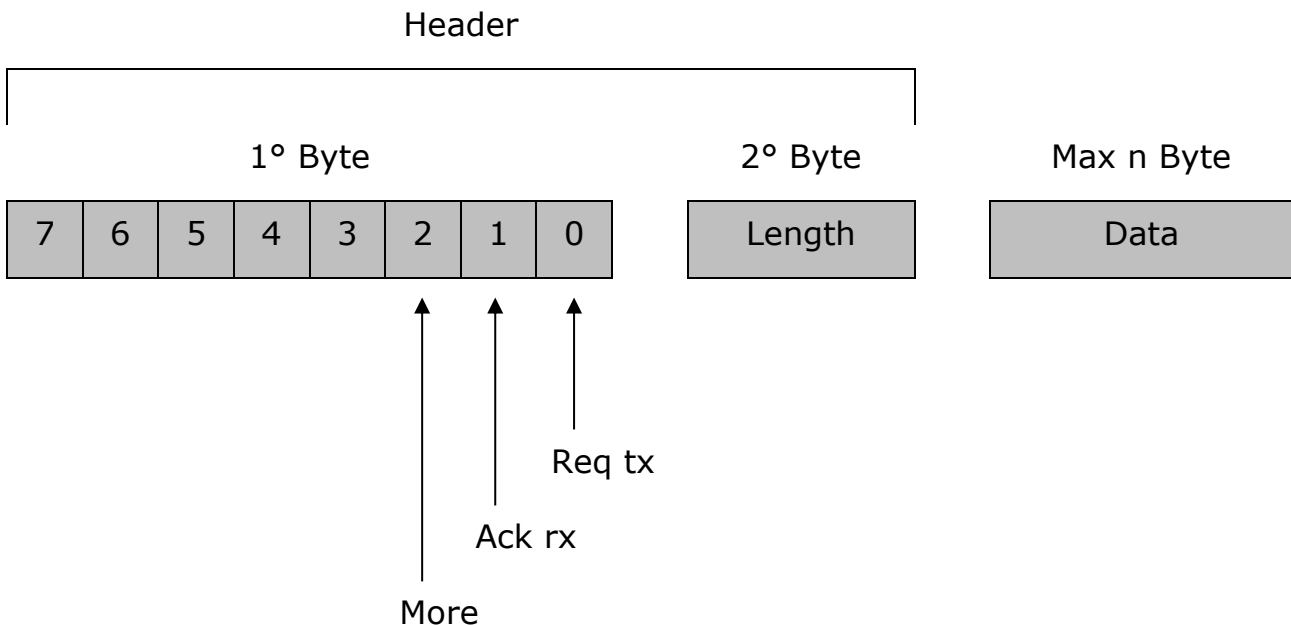 Header
1° Byte 2° Byte Max n Byte
7 6 5 4 3 2 1 0 Length Data
Req tx
Ack rx
More